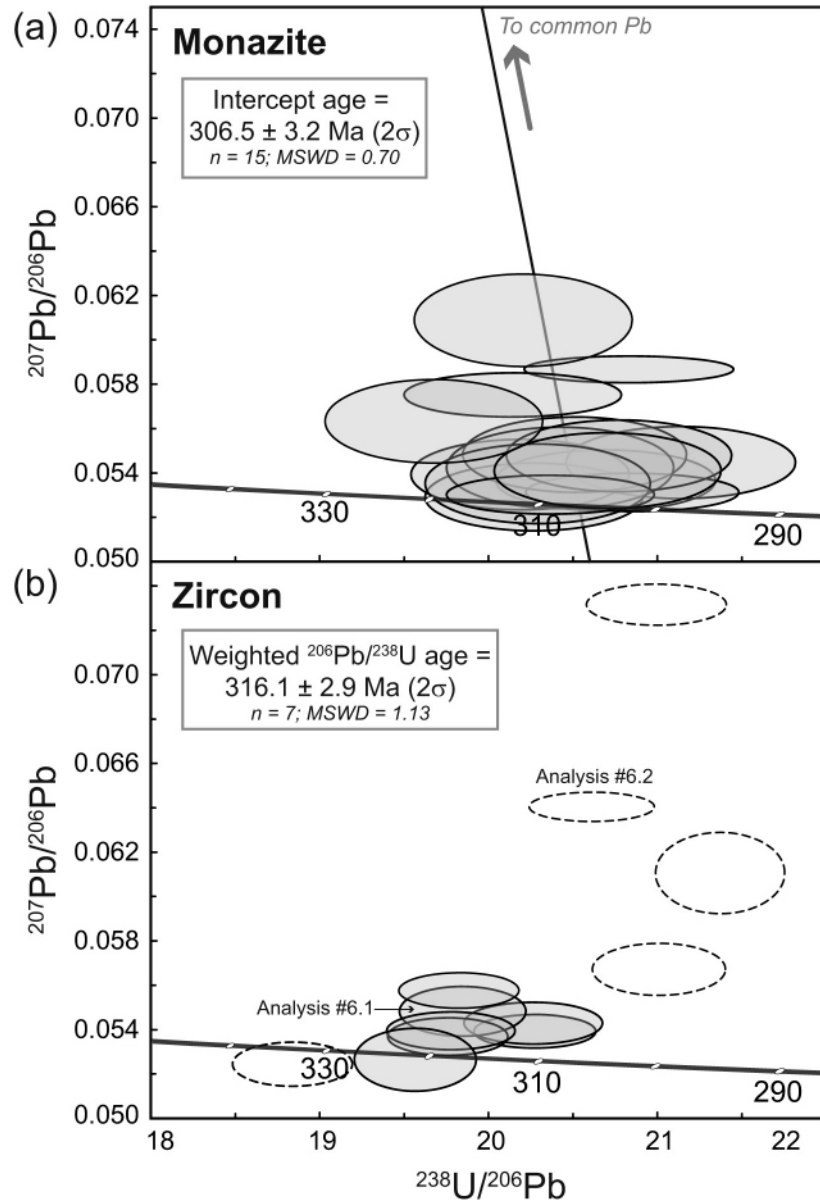 (a)
Monazite
To common Pb
Intercept age =
306.5 ± 3.2 Ma (2σ)
n = 15; MSWD = 0.70
207Pb/206Pb
0.074
0.070
0.066
0.062
0.058
0.054
0.050
330
310
290
(b)
Zircon
Weighted 206Pb/238U age =
316.1 ± 2.9 Ma (2σ)
n = 7; MSWD = 1.13
Analysis #6.2
Analysis #6.1
207Pb/206Pb
0.070
0.066
0.062
0.058
0.054
0.050
330
310
290
18
19
20
21
22
238U/206Pb